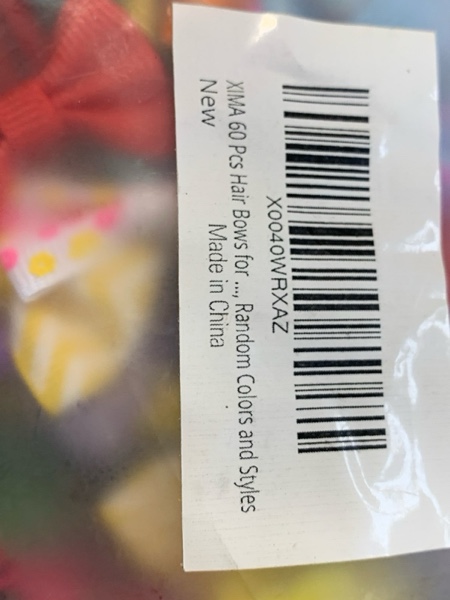 X0040WRXAZ
XIMA 60 Pcs Hair Bows for ..., Random Colors and Styles
New
Made in China